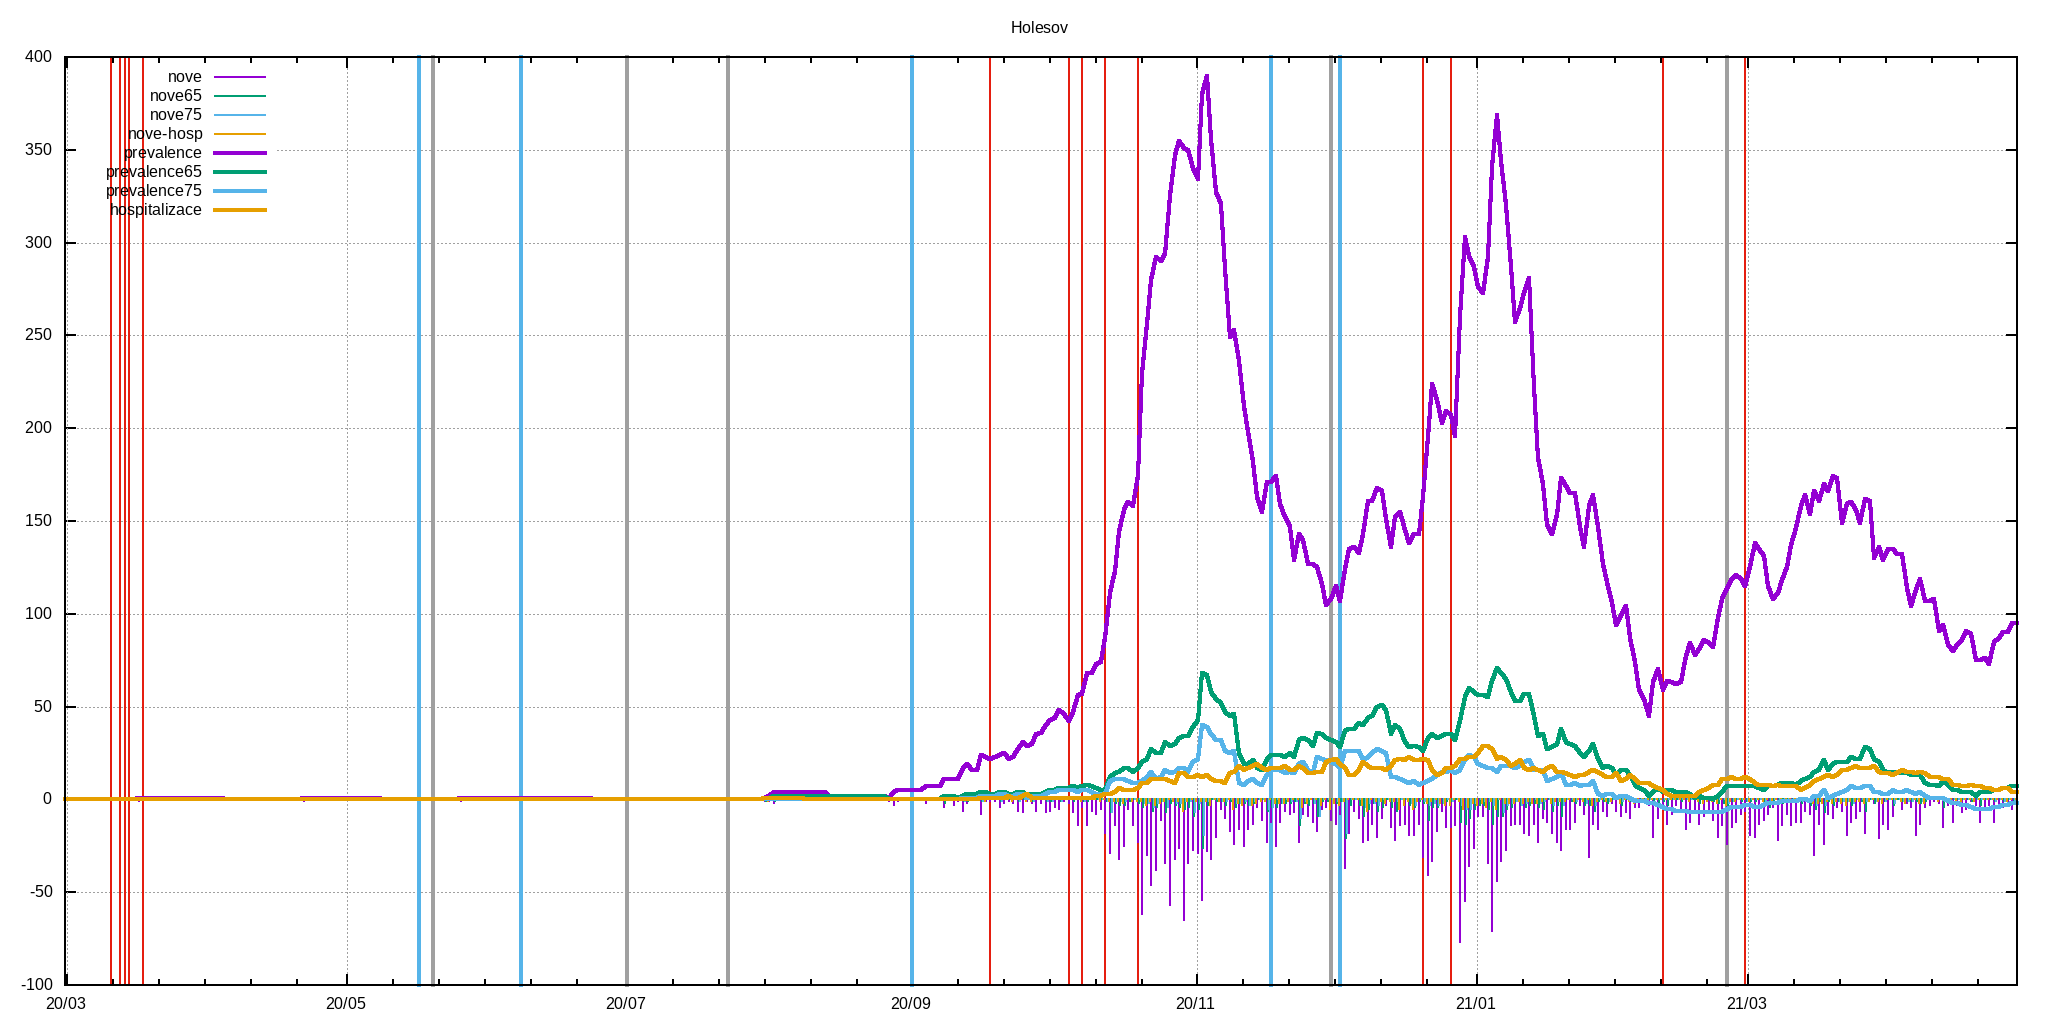 Holesov
400
350
300
250
200
150
100
50
0
-50
-100
nove
nove65
nove75
nove-hosp
prevalence
prevalence65
prevalence75
hospitalizace
20/03
20/05
20/07
20/09
20/11
21/01
21/03